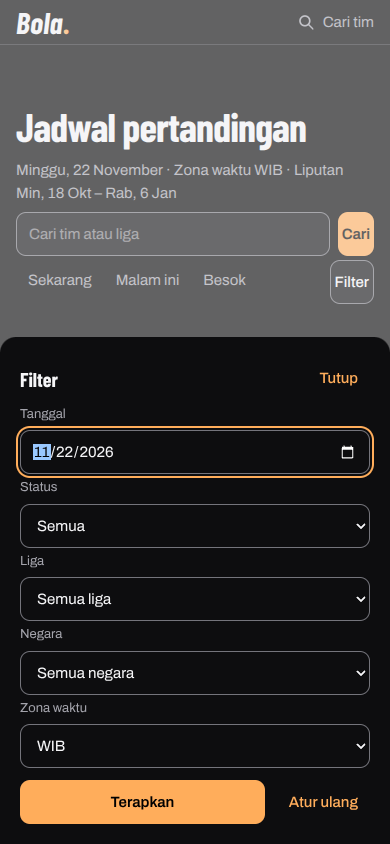 Bola.
Cari tim
Jadwal pertandingan
Minggu, 22 November · Zona waktu WIB · Liputan
Min, 18 Okt – Rab, 6 Jan
Cari tim atau liga
Cari
Sekarang
Malam ini
Besok
Filter
Filter
Tutup
Tanggal
11/22/2026
Status
Semua
Liga
Semua liga
Negara
Semua negara
Zona waktu
WIB
Terapkan
Atur ulang